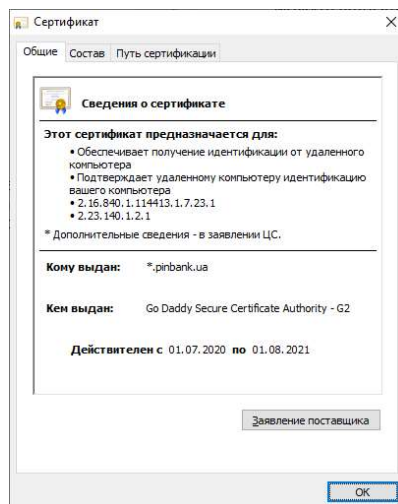 Сертификат
Общие Состав Путь сертификации
Сведения о сертификате
Этот сертификат предназначается для:
• Обеспечивает получение идентификации от удаленного
компьютера
• Подтверждает удаленному компьютеру идентификацию
вашего компьютера
• 2.16.840.1.114413.1.7.23.1
• 2.23.140.1.2.1
* Дополнительные сведения - в заявлении ЦС.
Кому выдан: *.pinbank.ua
Кем выдан: Go Daddy Secure Certificate Authority - G2
Действителен с 01.07.2020 по 01.08.2021
Заявление поставщика
OK